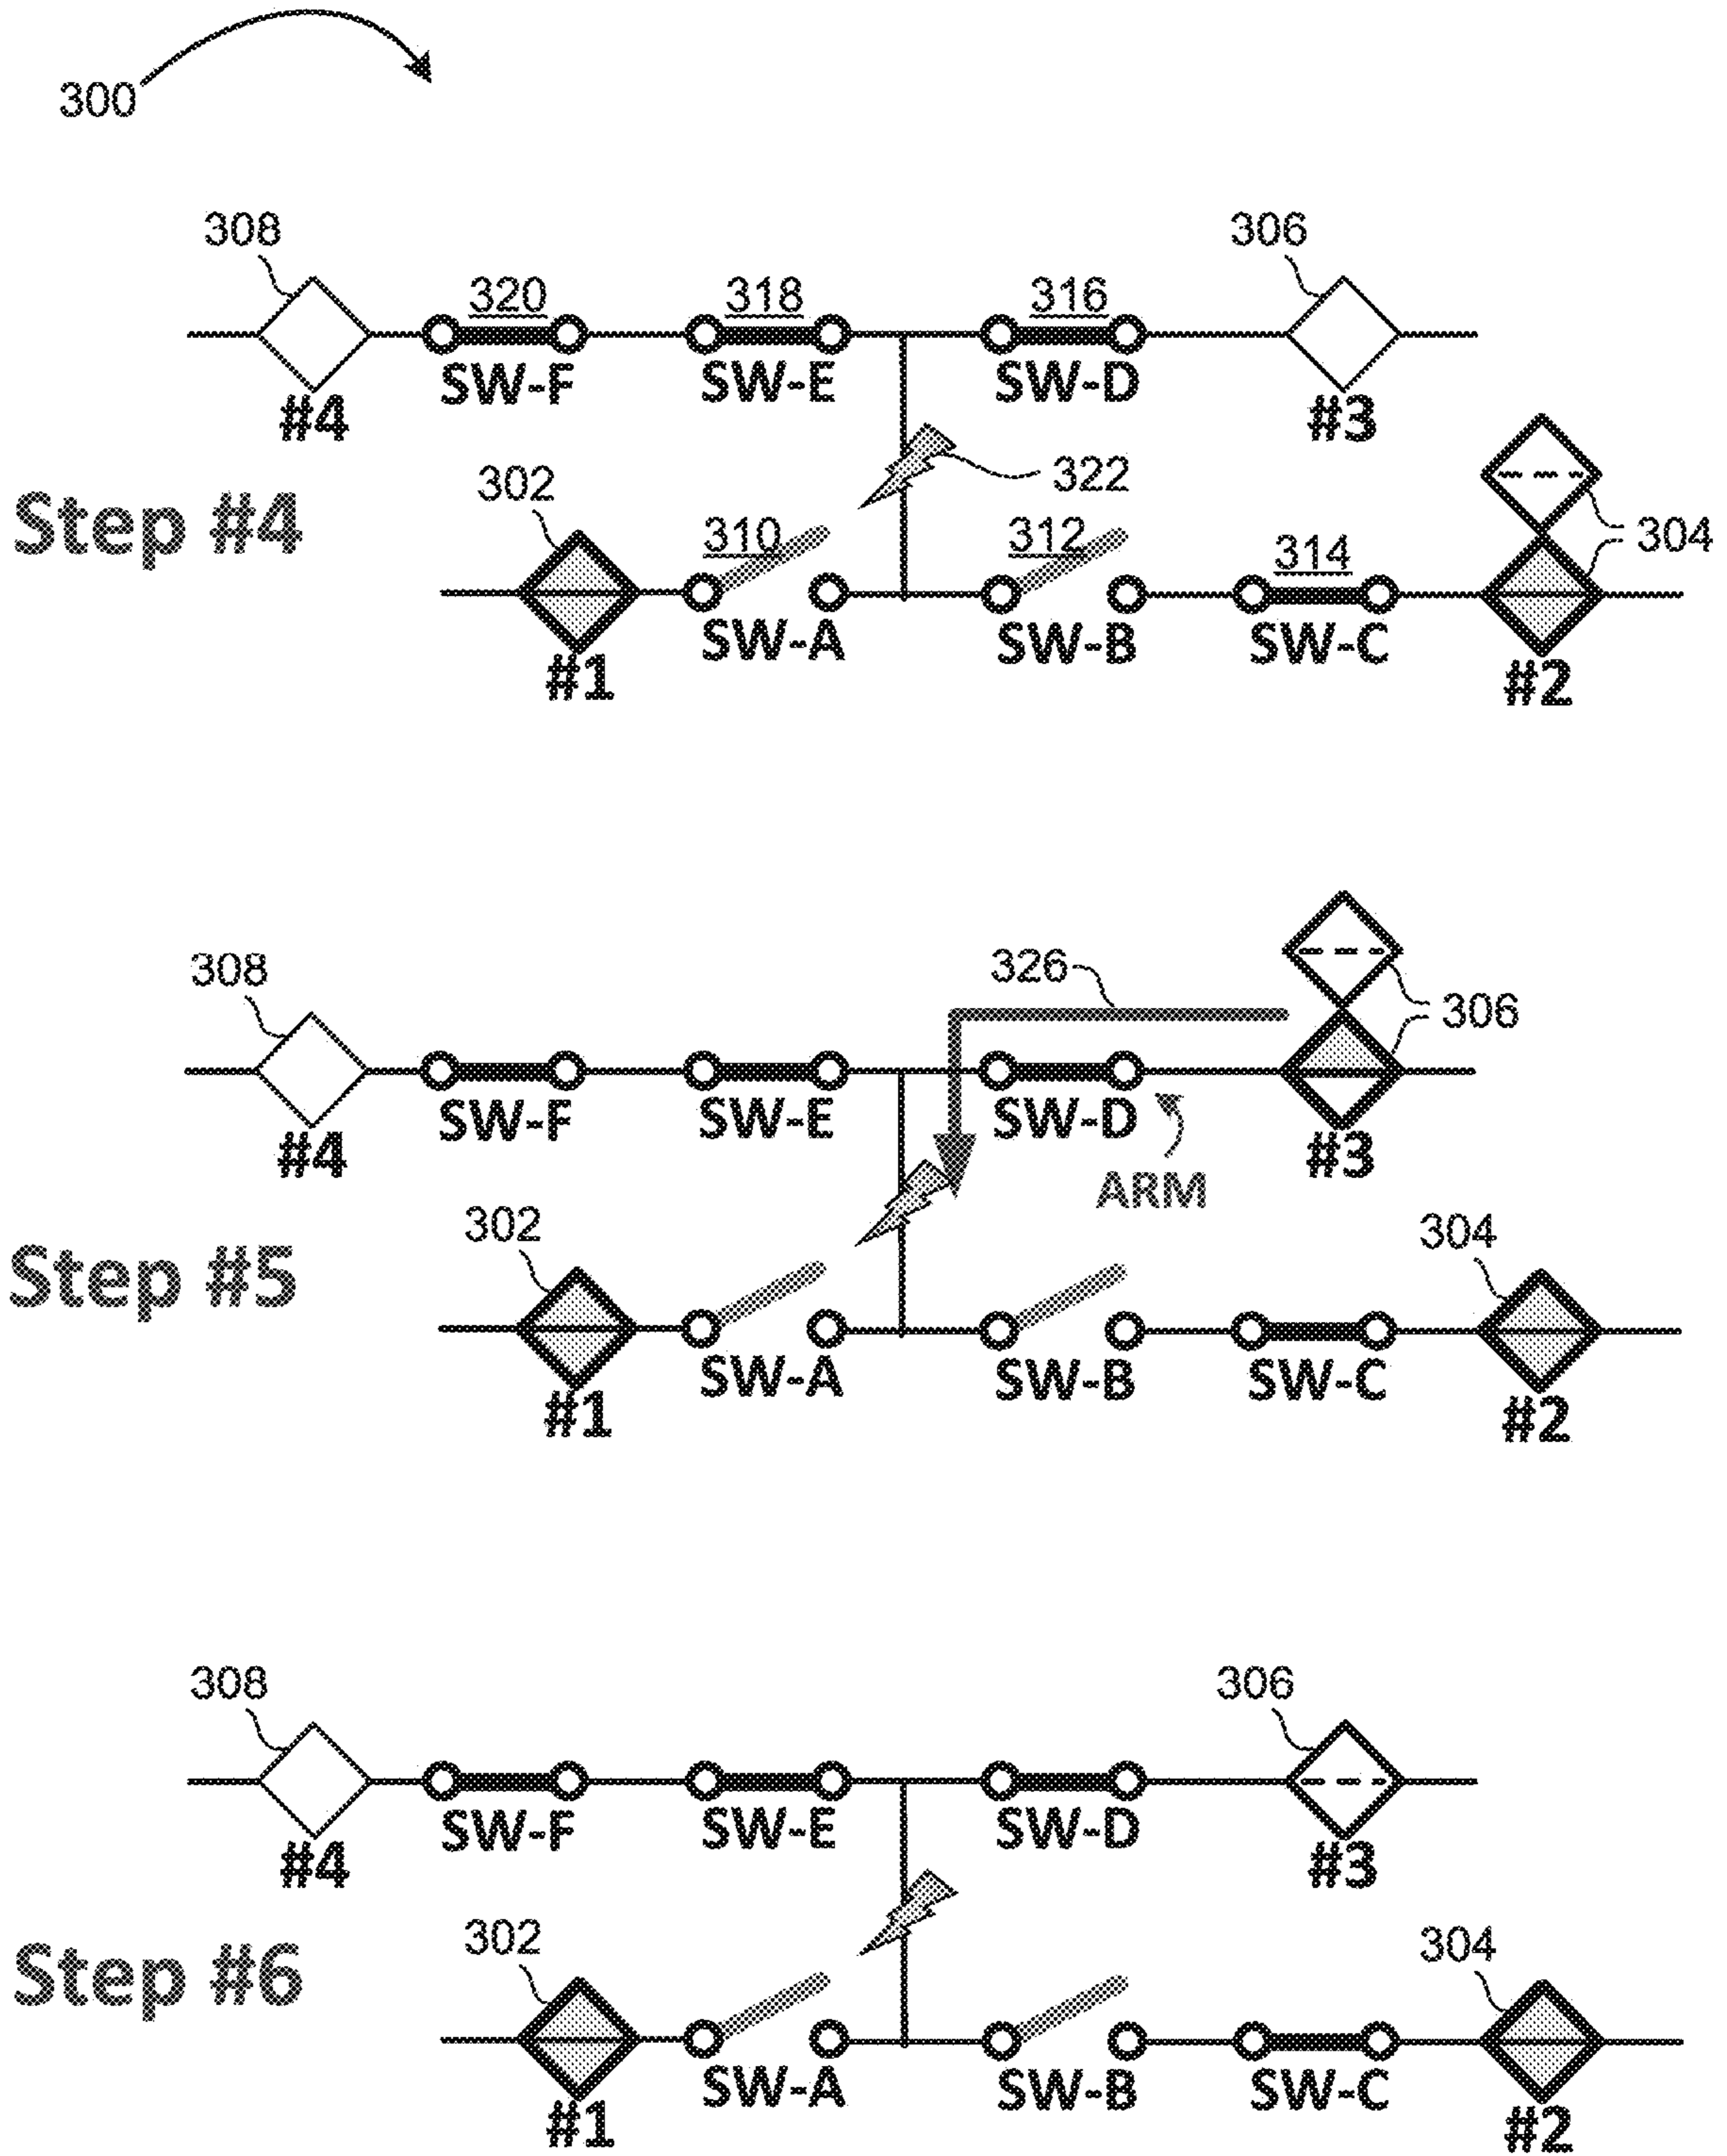 300
308
306
320
318
316
SW-F
SW-E
SW-D
#4
#3
322
302
Step #4
310
312
314
304
SW-A
SW-B
SW-C
#1
#2
308
326
306
SW-F
SW-E
SW-D
#4
#3
ARM
302
304
Step #5
SW-A
SW-B
SW-C
#1
#2
308
306
SW-F
SW-E
SW-D
#4
#3
302
304
Step #6
SW-A
SW-B
SW-C
#1
#2